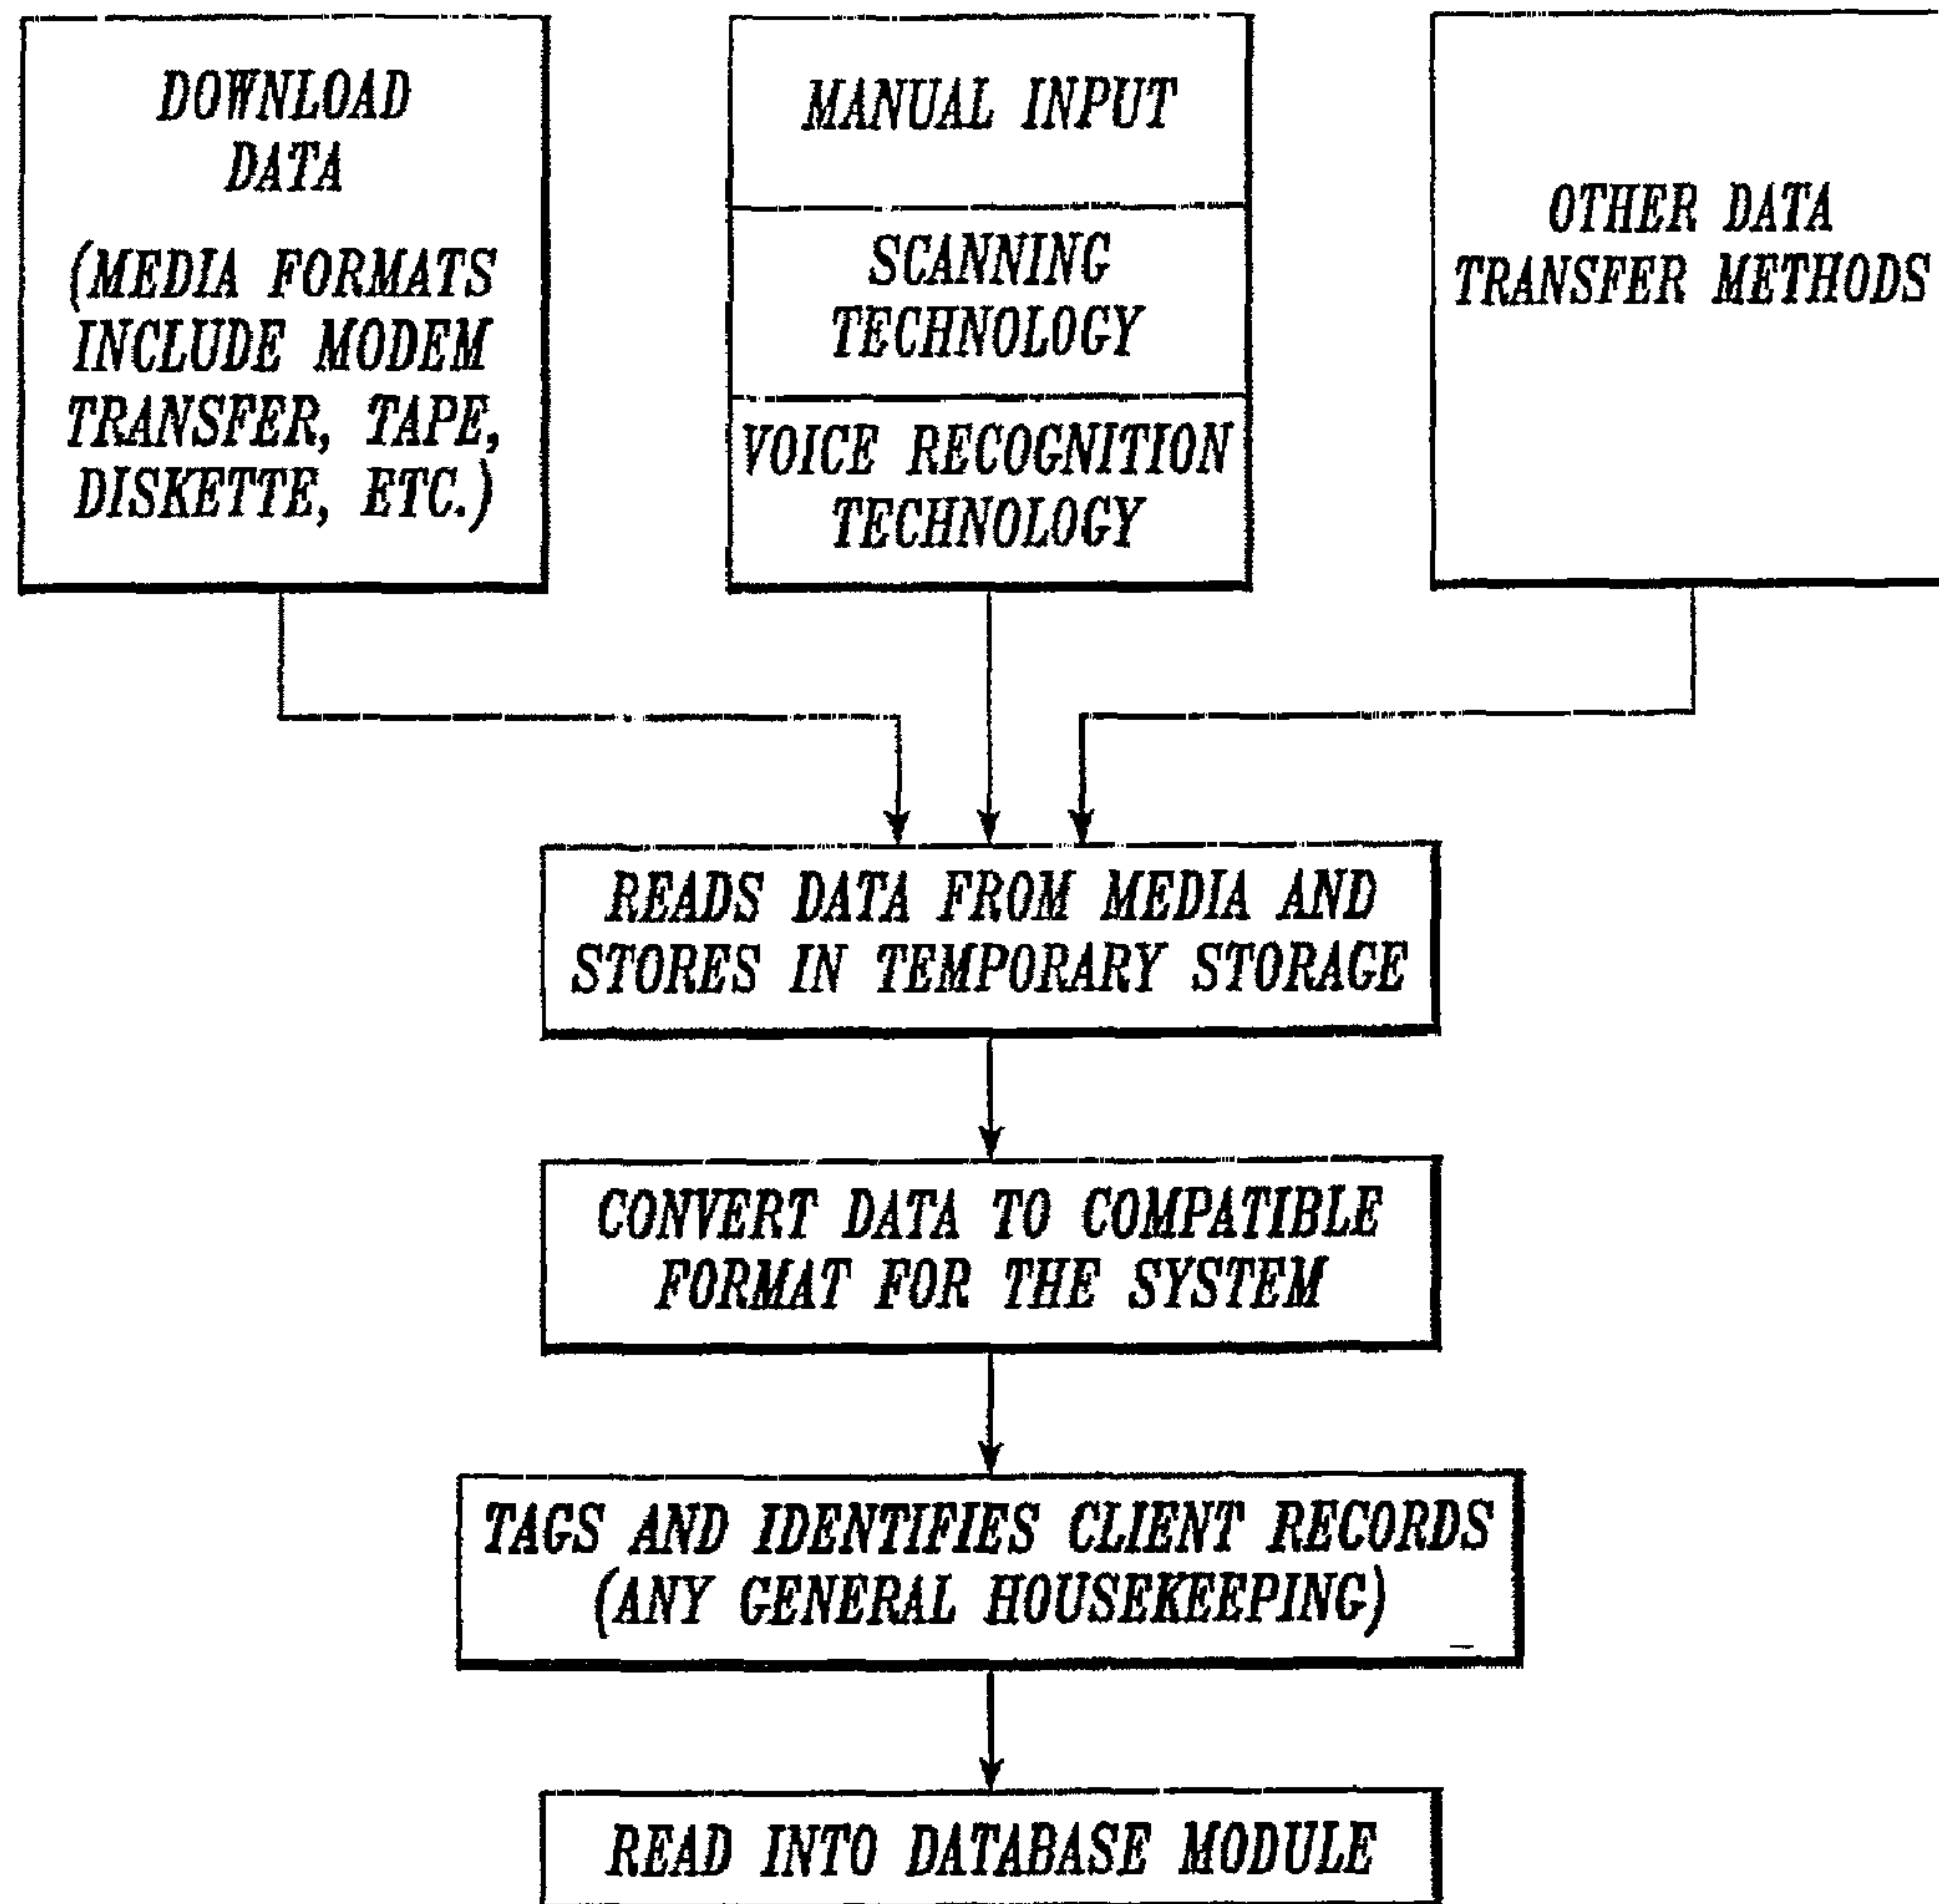 DOWNLOAD
DATA
(MEDIA FORMATS
INCLUDE MODEM
TRANSFER, TAPE,
DISKETTE, ETC.)
MANUAL INPUT
SCANNING
TECHNOLOGY
VOICE RECOGNITION
TECHNOLOGY
OTHER DATA
TRANSFER METHODS
READS DATA FROM MEDIA AND
STORES IN TEMPORARY STORAGE
CONVERT DATA TO COMPATIBLE
FORMAT FOR THE SYSTEM
TAGS AND IDENTIFIES CLIENT RECORDS
(ANY GENERAL HOUSEKEEPING)
READ INTO DATABASE MODULE